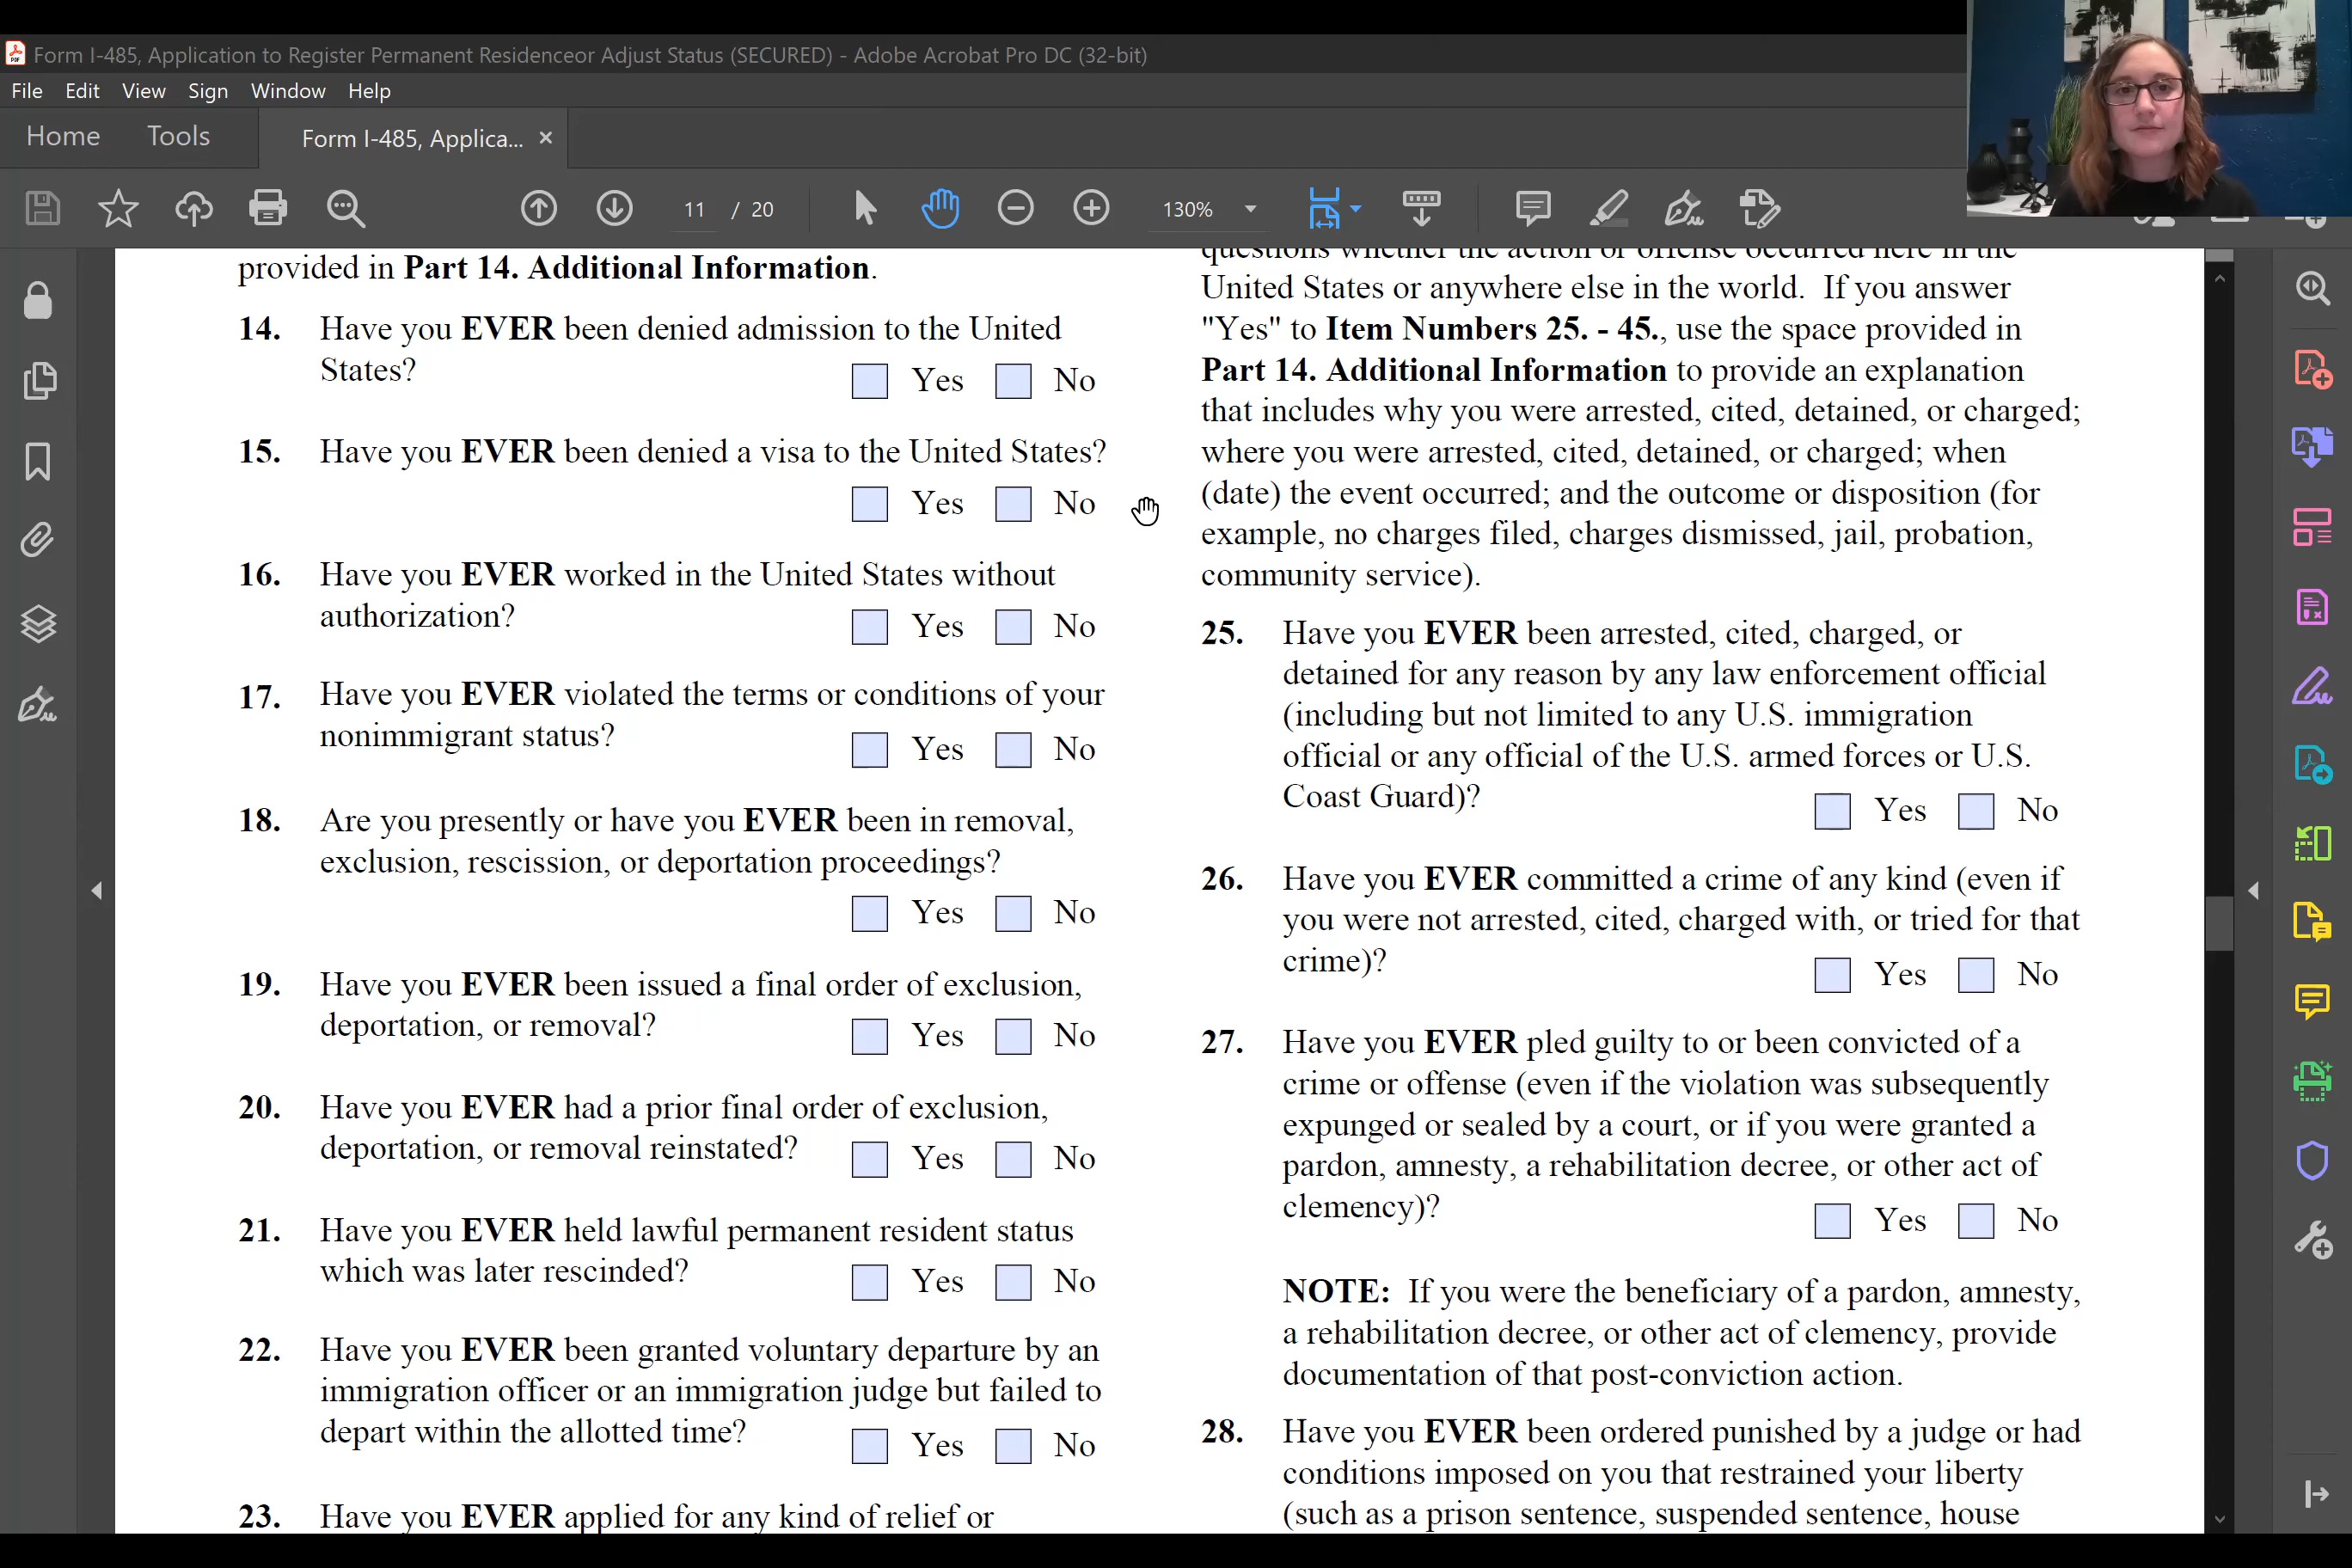 Form I-485, Application to Register Permanent Residenceor Adjust Status (SECURED) - Adobe Acrobat Pro DC (32-bit)
File Edit View Sign Window Help
Home Tools Form I-485, Applica... ×
11 / 20 130%
provided in Part 14. Additional Information.
14. Have you EVER been denied admission to the United
States? Yes No
15. Have you EVER been denied a visa to the United States?
Yes No
16. Have you EVER worked in the United States without
authorization? Yes No
17. Have you EVER violated the terms or conditions of your
nonimmigrant status? Yes No
18. Are you presently or have you EVER been in removal,
exclusion, rescission, or deportation proceedings?
Yes No
19. Have you EVER been issued a final order of exclusion,
deportation, or removal? Yes No
20. Have you EVER had a prior final order of exclusion,
deportation, or removal reinstated? Yes No
21. Have you EVER held lawful permanent resident status
which was later rescinded? Yes No
22. Have you EVER been granted voluntary departure by an
immigration officer or an immigration judge but failed to
depart within the allotted time? Yes No
23. Have you EVER applied for any kind of relief or
questions whether the action or offense occurred here in the
United States or anywhere else in the world. If you answer
"Yes" to Item Numbers 25. - 45., use the space provided in
Part 14. Additional Information to provide an explanation
that includes why you were arrested, cited, detained, or charged;
where you were arrested, cited, detained, or charged; when
(date) the event occurred; and the outcome or disposition (for
example, no charges filed, charges dismissed, jail, probation,
community service).
25. Have you EVER been arrested, cited, charged, or
detained for any reason by any law enforcement official
(including but not limited to any U.S. immigration
official or any official of the U.S. armed forces or U.S.
Coast Guard)? Yes No
26. Have you EVER committed a crime of any kind (even if
you were not arrested, cited, charged with, or tried for that
crime)? Yes No
27. Have you EVER pled guilty to or been convicted of a
crime or offense (even if the violation was subsequently
expunged or sealed by a court, or if you were granted a
pardon, amnesty, a rehabilitation decree, or other act of
clemency)? Yes No
NOTE: If you were the beneficiary of a pardon, amnesty,
a rehabilitation decree, or other act of clemency, provide
documentation of that post-conviction action.
28. Have you EVER been ordered punished by a judge or had
conditions imposed on you that restrained your liberty
(such as a prison sentence, suspended sentence, house